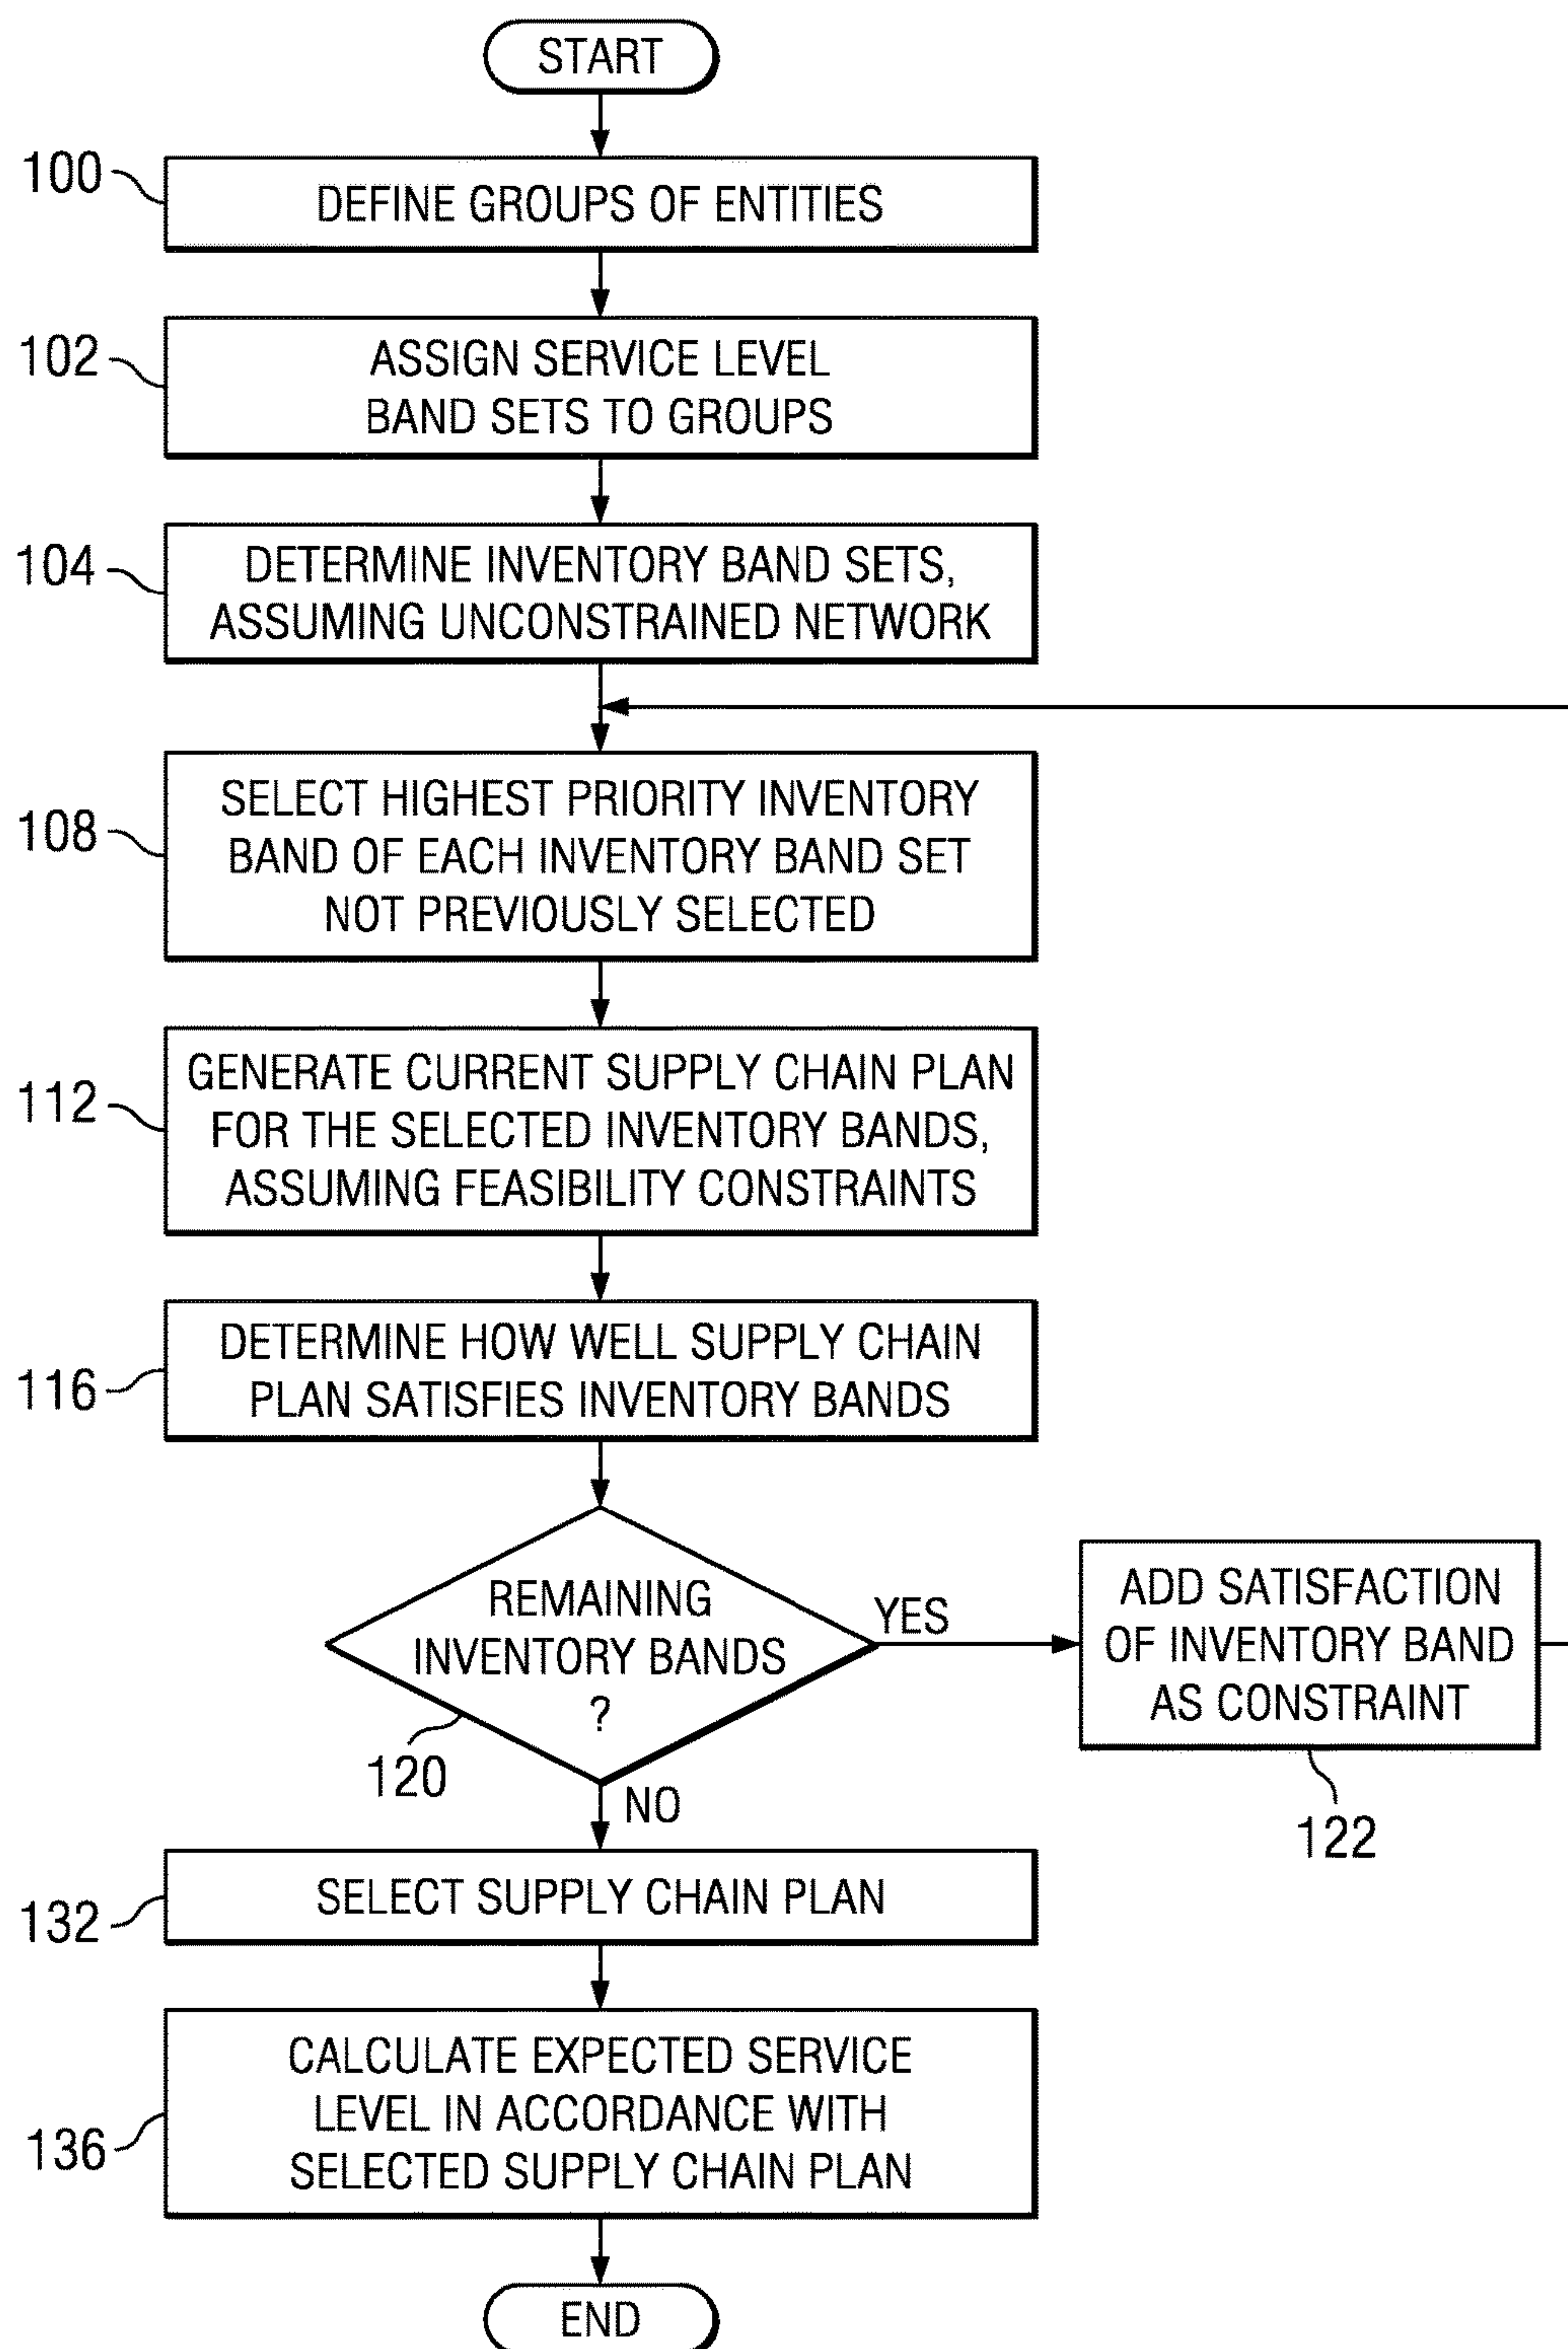 START
100
DEFINE GROUPS OF ENTITIES
102
ASSIGN SERVICE LEVEL
BAND SETS TO GROUPS
104
DETERMINE INVENTORY BAND SETS,
ASSUMING UNCONSTRAINED NETWORK
108
SELECT HIGHEST PRIORITY INVENTORY
BAND OF EACH INVENTORY BAND SET
NOT PREVIOUSLY SELECTED
112
GENERATE CURRENT SUPPLY CHAIN PLAN
FOR THE SELECTED INVENTORY BANDS,
ASSUMING FEASIBILITY CONSTRAINTS
116
DETERMINE HOW WELL SUPPLY CHAIN
PLAN SATISFIES INVENTORY BANDS
REMAINING
INVENTORY BANDS
?
120
YES
ADD SATISFACTION
OF INVENTORY BAND
AS CONSTRAINT
122
NO
132
SELECT SUPPLY CHAIN PLAN
136
CALCULATE EXPECTED SERVICE
LEVEL IN ACCORDANCE WITH
SELECTED SUPPLY CHAIN PLAN
END